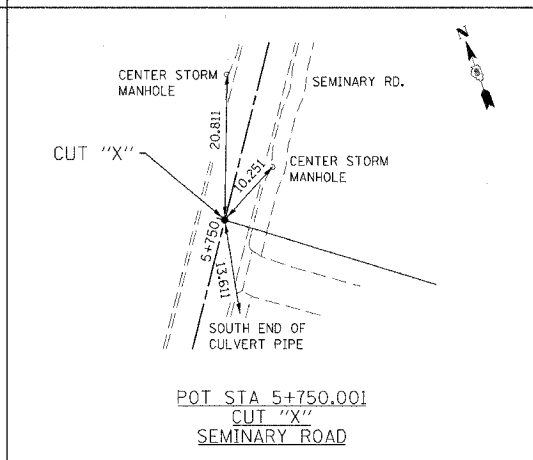 N
CENTER STORM
MANHOLE
SEMINARY RD.
20.811
CUT "X"
10.251
CENTER STORM
MANHOLE
5+750
13.611
SOUTH END OF
CULVERT PIPE
POT STA 5+750.001
CUT "X"
SEMINARY ROAD